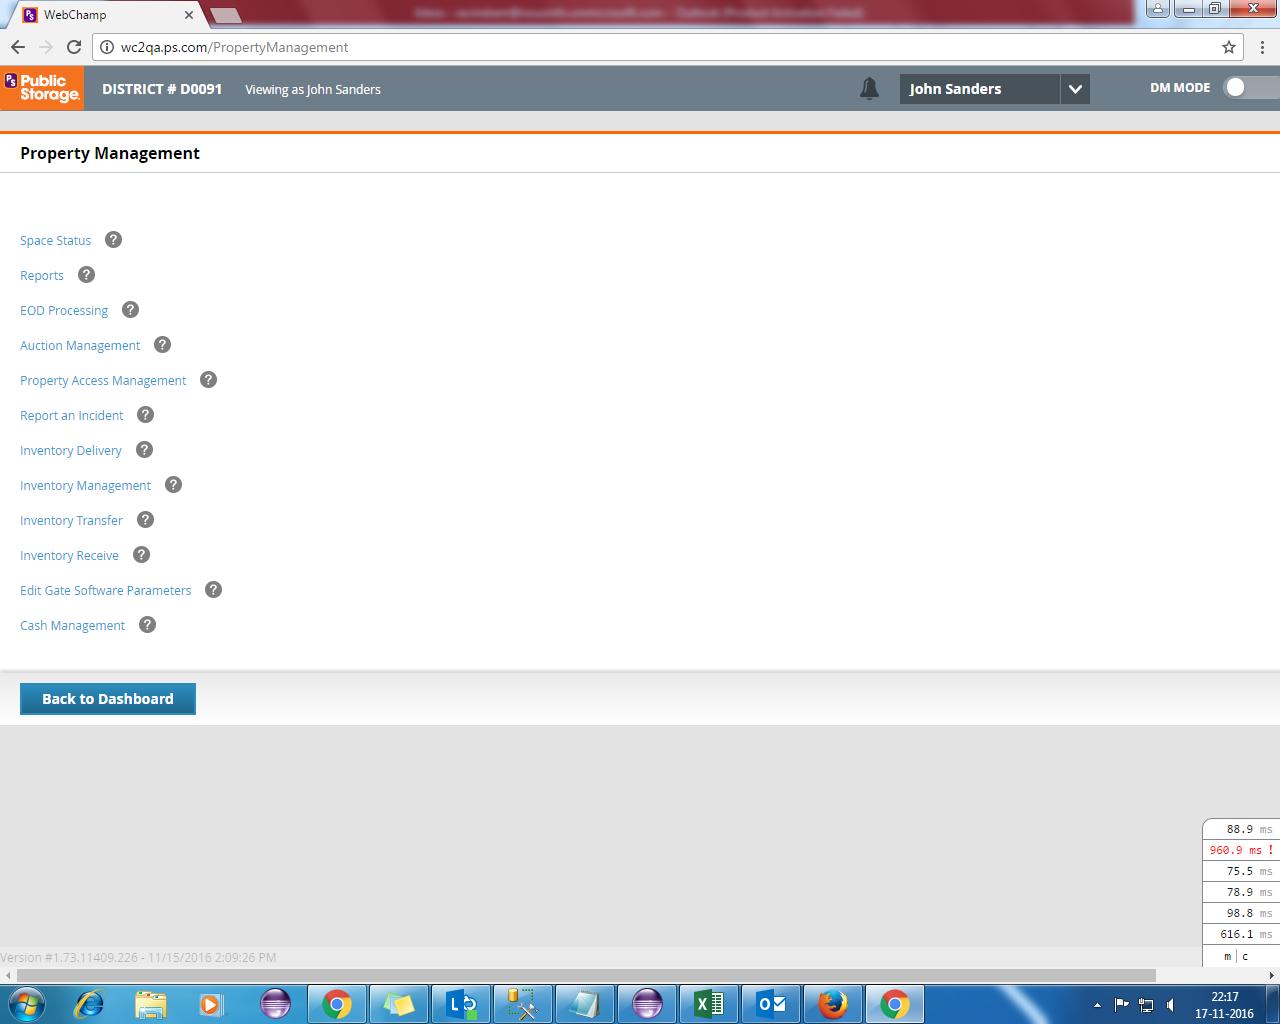 WebChamp
wc2qa.ps.com/PropertyManagement
PS Public Storage.
DISTRICT # D0091
Viewing as John Sanders
John Sanders
DM MODE
Property Management
Space Status ?
Reports ?
EOD Processing ?
Auction Management ?
Property Access Management ?
Report an Incident ?
Inventory Delivery ?
Inventory Management ?
Inventory Transfer ?
Inventory Receive ?
Edit Gate Software Parameters ?
Cash Management ?
Back to Dashboard
88.9 ms
960.9 ms !
75.5 ms
78.9 ms
98.8 ms
616.1 ms
m | c
Version #1.73.11409.226 - 11/15/2016 2:09:26 PM
22:17
17-11-2016